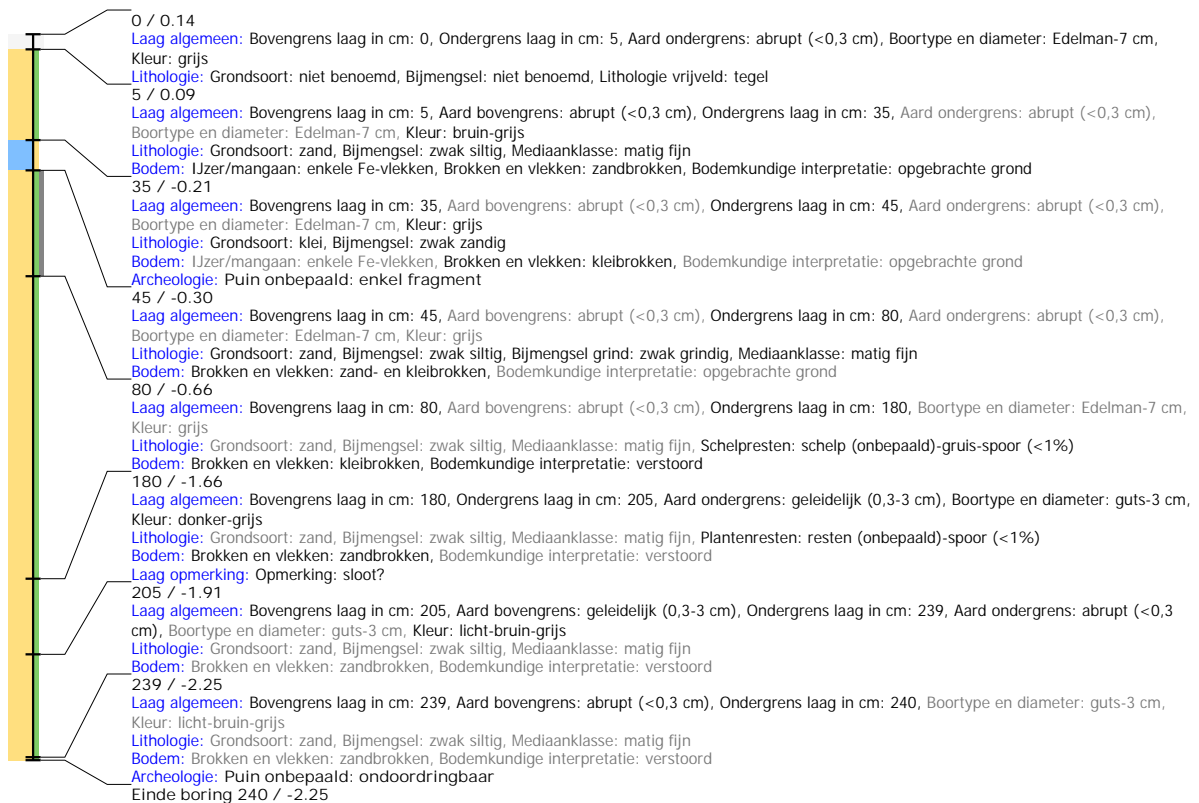 0 / 0.14
Laag algemeen: Bovengrens laag in cm: 0, Ondergrens laag in cm: 5, Aard ondergrens: abrupt (<0,3 cm), Boortype en diameter: Edelman-7 cm,
Kleur: grijs
Lithologie: Grondsoort: niet benoemd, Bijmengsel: niet benoemd, Lithologie vrijveld: tegel
5 / 0.09
Laag algemeen: Bovengrens laag in cm: 5, Aard bovengrens: abrupt (<0,3 cm), Ondergrens laag in cm: 35, Aard ondergrens: abrupt (<0,3 cm),
Boortype en diameter: Edelman-7 cm, Kleur: bruin-grijs
Lithologie: Grondsoort: zand, Bijmengsel: zwak siltig, Mediaanklasse: matig fijn
Bodem: IJzer/mangaan: enkele Fe-vlekken, Brokken en vlekken: zandbrokken, Bodemkundige interpretatie: opgebrachte grond
35 / -0.21
Laag algemeen: Bovengrens laag in cm: 35, Aard bovengrens: abrupt (<0,3 cm), Ondergrens laag in cm: 45, Aard ondergrens: abrupt (<0,3 cm),
Boortype en diameter: Edelman-7 cm, Kleur: grijs
Lithologie: Grondsoort: klei, Bijmengsel: zwak zandig
Bodem: IJzer/mangaan: enkele Fe-vlekken, Brokken en vlekken: kleibrokken, Bodemkundige interpretatie: opgebrachte grond
Archeologie: Puin onbepaald: enkel fragment
45 / -0.30
Laag algemeen: Bovengrens laag in cm: 45, Aard bovengrens: abrupt (<0,3 cm), Ondergrens laag in cm: 80, Aard ondergrens: abrupt (<0,3 cm),
Boortype en diameter: Edelman-7 cm, Kleur: grijs
Lithologie: Grondsoort: zand, Bijmengsel: zwak siltig, Bijmengsel grind: zwak grindig, Mediaanklasse: matig fijn
Bodem: Brokken en vlekken: zand- en kleibrokken, Bodemkundige interpretatie: opgebrachte grond
80 / -0.66
Laag algemeen: Bovengrens laag in cm: 80, Aard bovengrens: abrupt (<0,3 cm), Ondergrens laag in cm: 180, Boortype en diameter: Edelman-7 cm,
Kleur: grijs
Lithologie: Grondsoort: zand, Bijmengsel: zwak siltig, Mediaanklasse: matig fijn, Schelpresten: schelp (onbepaald)-gruis-spoor (<1%)
Bodem: Brokken en vlekken: kleibrokken, Bodemkundige interpretatie: verstoord
180 / -1.66
Laag algemeen: Bovengrens laag in cm: 180, Ondergrens laag in cm: 205, Aard ondergrens: geleidelijk (0,3-3 cm), Boortype en diameter: guts-3 cm,
Kleur: donker-grijs
Lithologie: Grondsoort: zand, Bijmengsel: zwak siltig, Mediaanklasse: matig fijn, Plantenresten: resten (onbepaald)-spoor (<1%)
Bodem: Brokken en vlekken: zandbrokken, Bodemkundige interpretatie: verstoord
Laag opmerking: Opmerking: sloot?
205 / -1.91
Laag algemeen: Bovengrens laag in cm: 205, Aard bovengrens: geleidelijk (0,3-3 cm), Ondergrens laag in cm: 239, Aard ondergrens: abrupt (<0,3
cm), Boortype en diameter: guts-3 cm, Kleur: licht-bruin-grijs
Lithologie: Grondsoort: zand, Bijmengsel: zwak siltig, Mediaanklasse: matig fijn
Bodem: Brokken en vlekken: zandbrokken, Bodemkundige interpretatie: verstoord
239 / -2.25
Laag algemeen: Bovengrens laag in cm: 239, Aard bovengrens: abrupt (<0,3 cm), Ondergrens laag in cm: 240, Boortype en diameter: guts-3 cm,
Kleur: licht-bruin-grijs
Lithologie: Grondsoort: zand, Bijmengsel: zwak siltig, Mediaanklasse: matig fijn
Bodem: Brokken en vlekken: zandbrokken, Bodemkundige interpretatie: verstoord
Archeologie: Puin onbepaald: ondoordringbaar
Einde boring 240 / -2.25